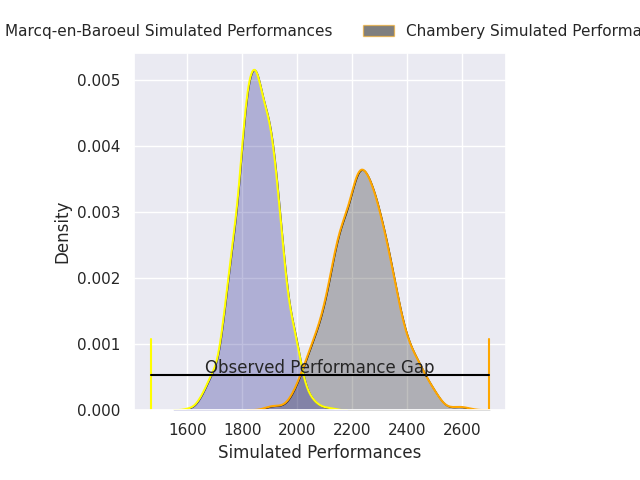 Marcq-en-Baroeul Simulated Performances Chambery Simulated Performa
0.005
0.004
0.003
0.002
0.001
0.000
Density
Observed Performance Gap
1600 1800 2000 2200 2400 2600
Simulated Performances